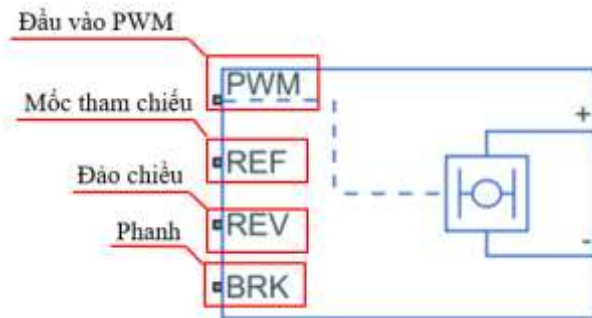 Đầu vào PWM
PWM
Mốc tham chiếu
REF
Đảo chiều
REV
Phanh
BRK
+
-